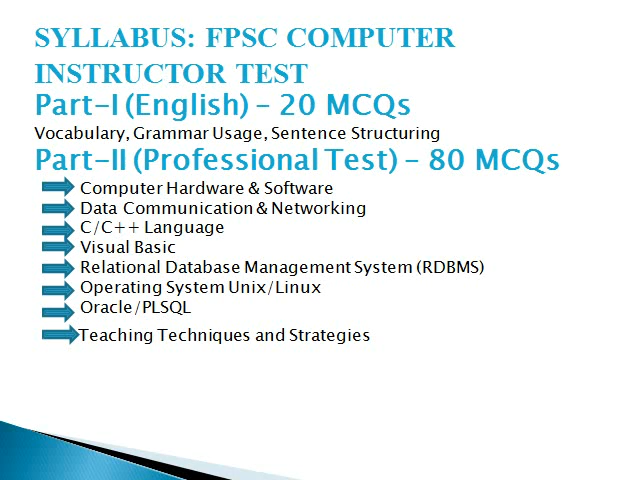 SYLLABUS: FPSC COMPUTER
INSTRUCTOR TEST
Part-I (English) – 20 MCQs
Vocabulary, Grammar Usage, Sentence Structuring
Part-II (Professional Test) – 80 MCQs
Computer Hardware & Software
Data Communication & Networking
C/C++ Language
Visual Basic
Relational Database Management System (RDBMS)
Operating System Unix/Linux
Oracle/PLSQL
Teaching Techniques and Strategies